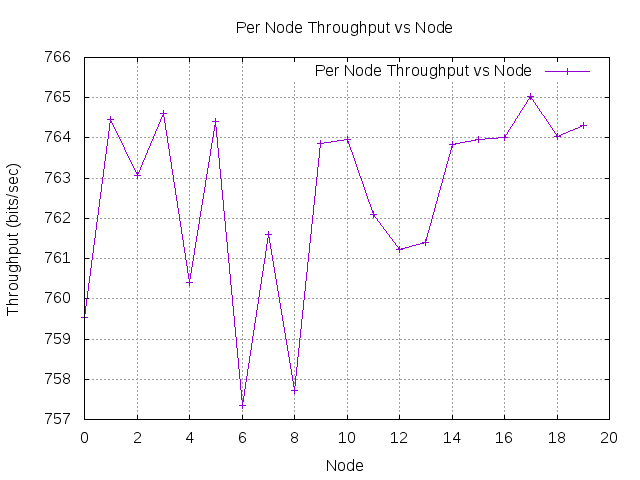 Per Node Throughput vs Node
Per Node Throughput vs Node
766
765
764
763
762
761
760
759
758
757
Throughput (bits/sec)
0 2 4 6 8 10 12 14 16 18 20
Node